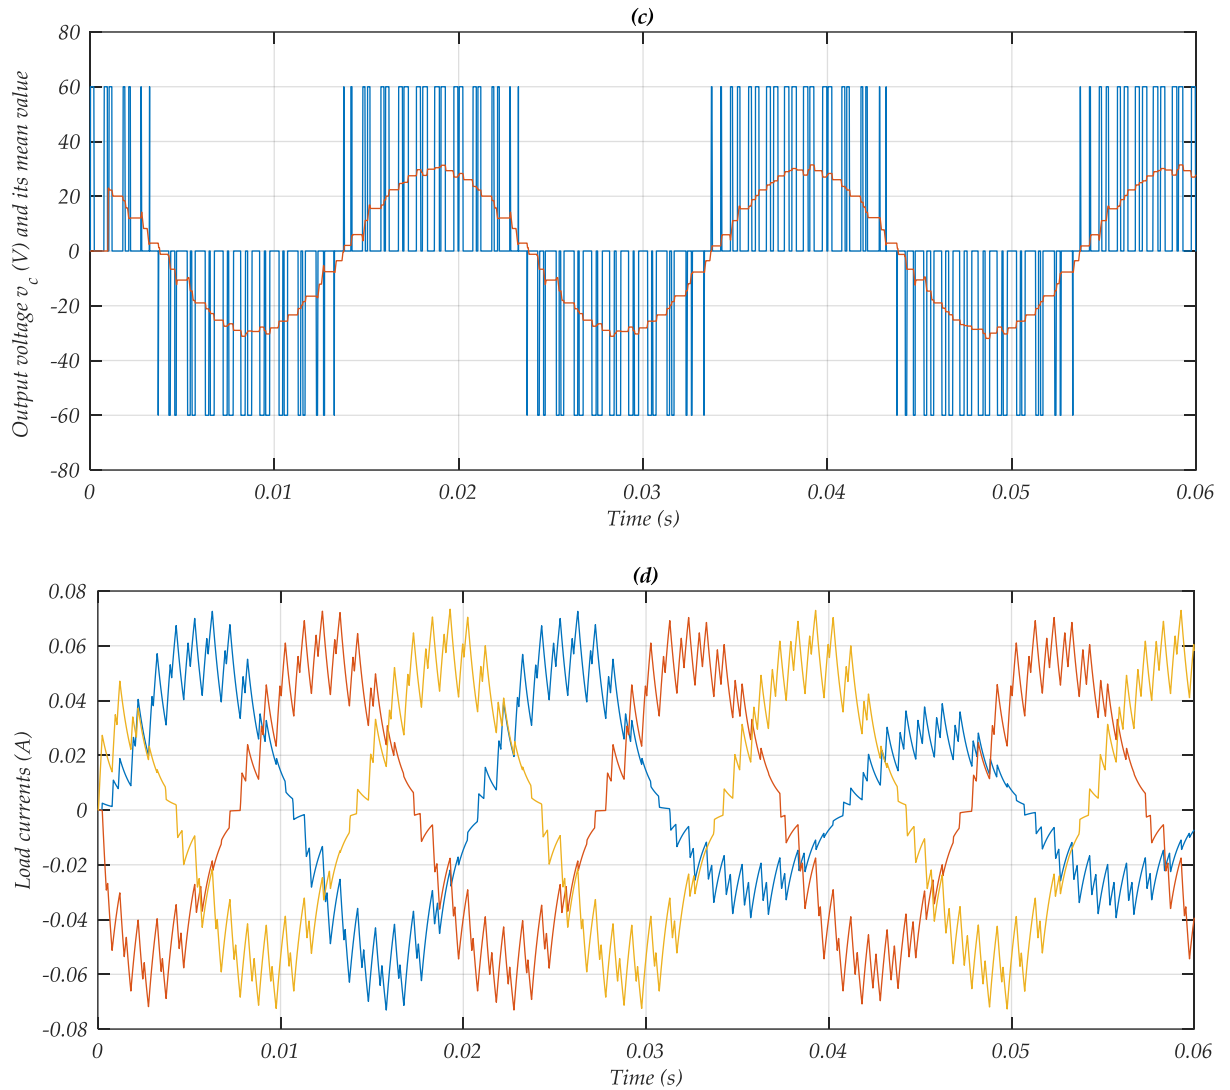 (c)
Output voltage v_c (V) and its mean value
80
60
40
20
0
-20
-40
-60
-80
0 0.01 0.02 0.03 0.04 0.05 0.06
Time (s)
(d)
Load currents (A)
0.08
0.06
0.04
0.02
0
-0.02
-0.04
-0.06
-0.08
0 0.01 0.02 0.03 0.04 0.05 0.06
Time (s)